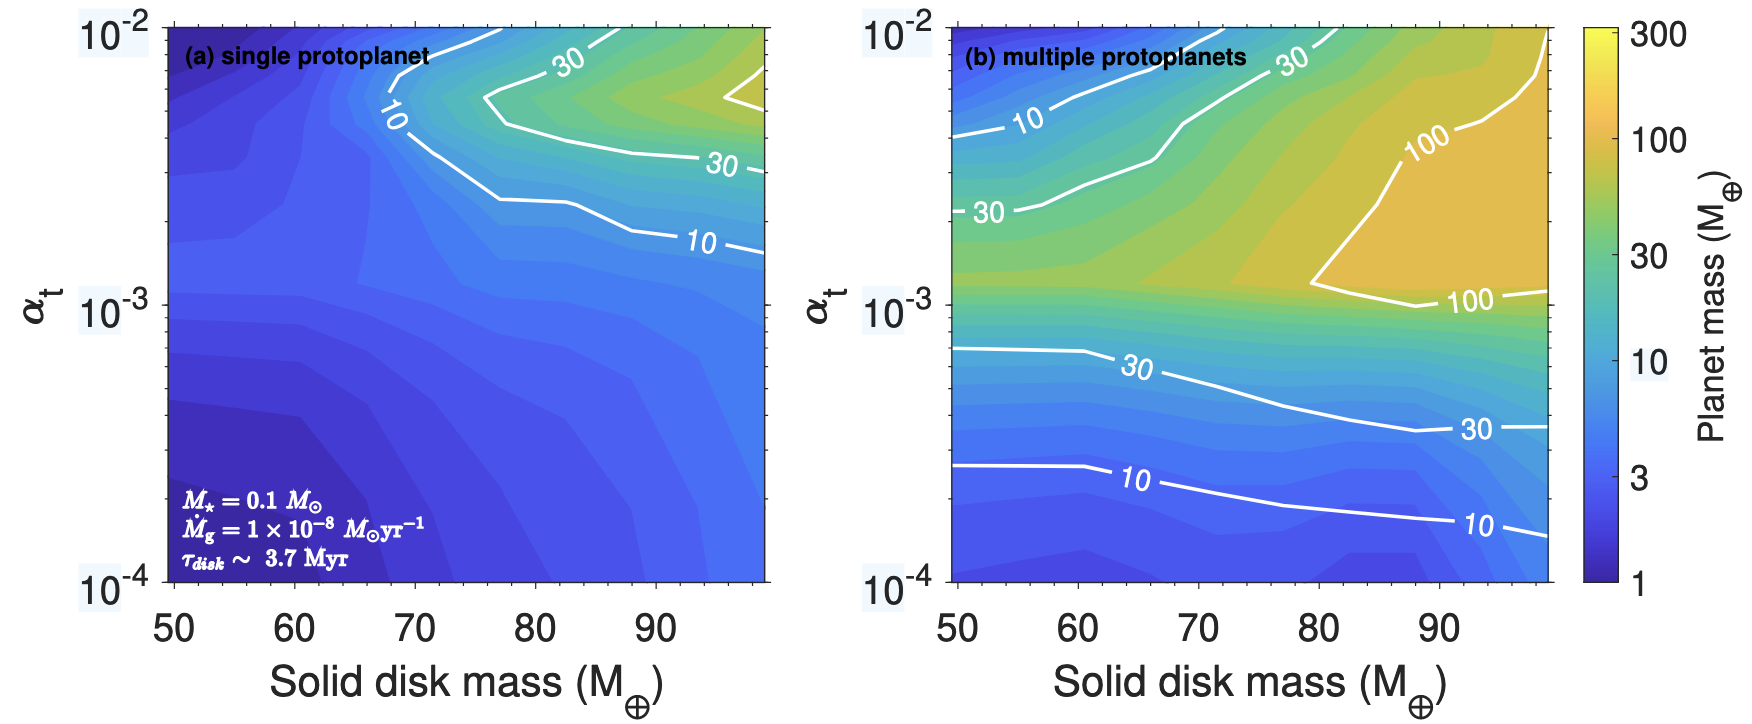 (a) single protoplanet
10⁻²
10⁻³
10⁻⁴
αₜ
30
10
30
10
M⋆ = 0.1 M⊙
Ṁg = 1 × 10⁻⁸ M⊙yr⁻¹
τdisk ∼ 3.7 Myr
50 60 70 80 90
Solid disk mass (M⊕)
(b) multiple protoplanets
10⁻²
10⁻³
10⁻⁴
αₜ
30
10
100
30
100
30
30
10
10
50 60 70 80 90
Solid disk mass (M⊕)
300
100
30
10
3
1
Planet mass (M⊕)